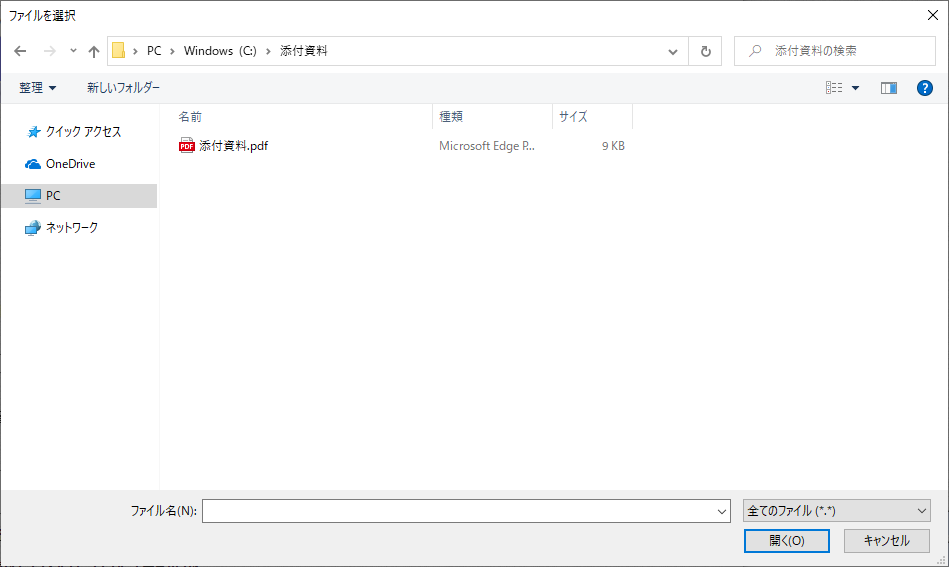 ファイルを選択
PC › Windows (C:) › 添付資料
添付資料の検索
整理 新しいフォルダー
?
名前 種類 サイズ
クイック アクセス
PDF 添付資料.pdf Microsoft Edge P... 9 KB
OneDrive
PC
ネットワーク
ファイル名(N): 全てのファイル (*.*)
開く(O) キャンセル